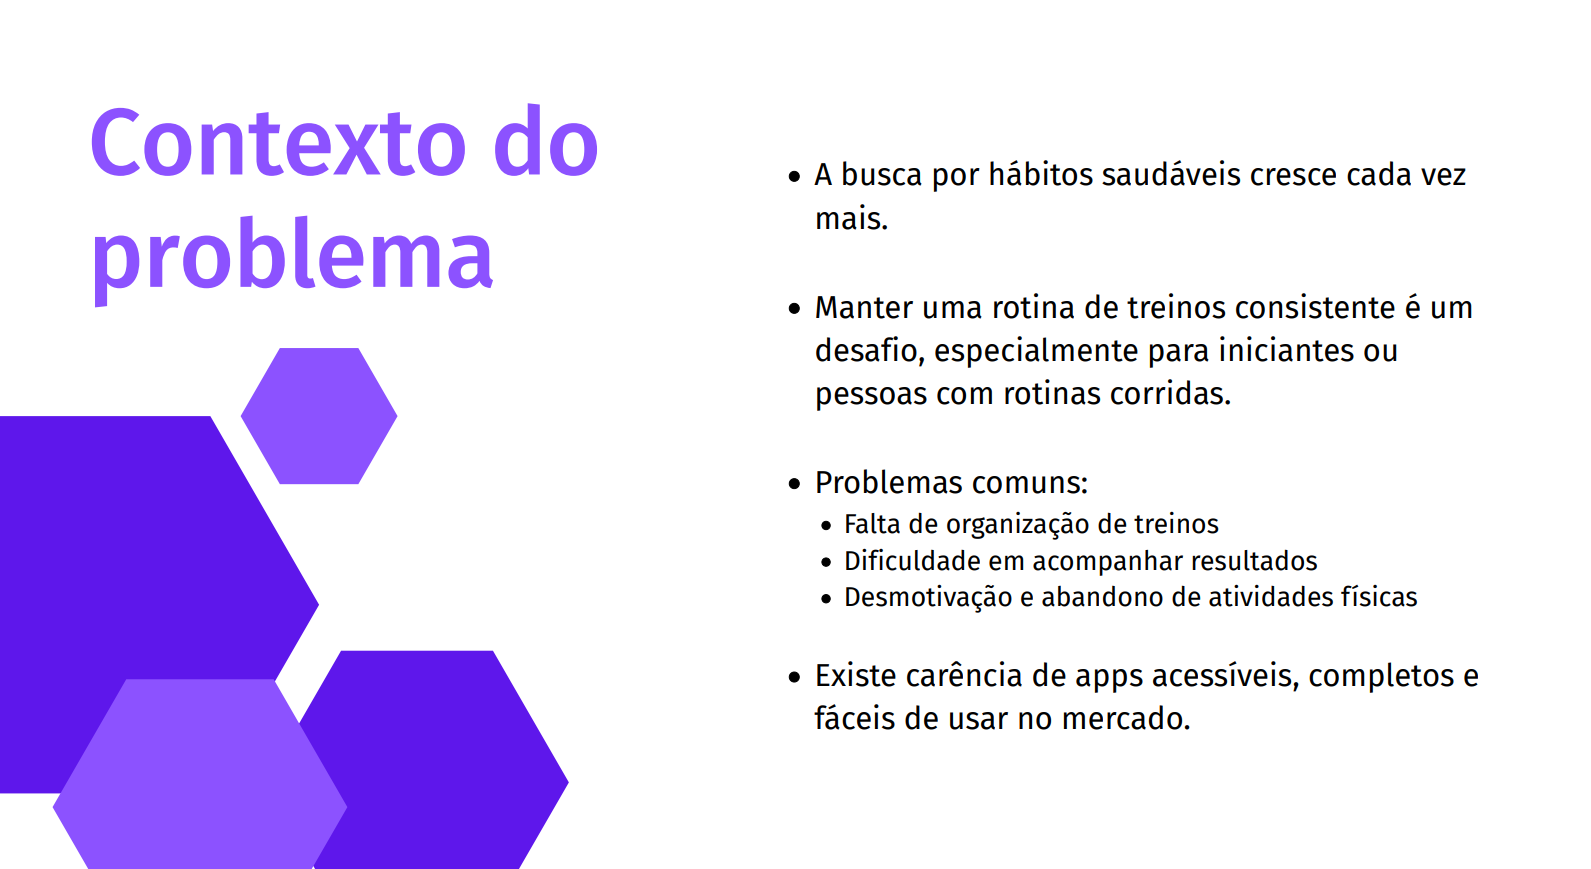 Contexto do
problema
• A busca por hábitos saudáveis cresce cada vez
mais.
• Manter uma rotina de treinos consistente é um
desafio, especialmente para iniciantes ou
pessoas com rotinas corridas.
• Problemas comuns:
• Falta de organização de treinos
• Dificuldade em acompanhar resultados
• Desmotivação e abandono de atividades físicas
• Existe carência de apps acessíveis, completos e
fáceis de usar no mercado.